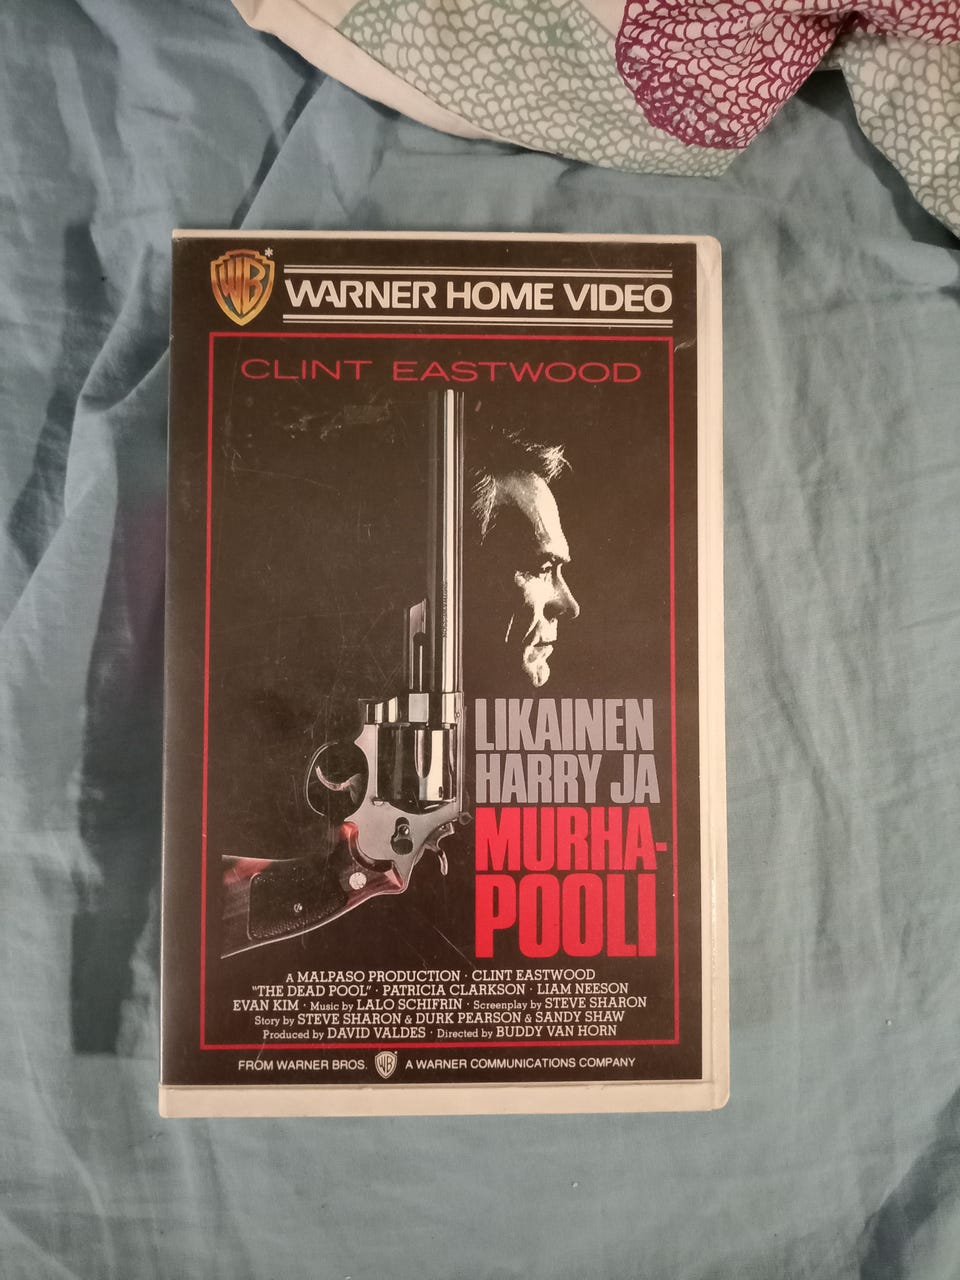 WB*
WARNER HOME VIDEO
CLINT EASTWOOD
LIKAINEN
HARRY JA
MURHA-
POOLI
A MALPASO PRODUCTION · CLINT EASTWOOD
"THE DEAD POOL" · PATRICIA CLARKSON · LIAM NEESON
EVAN KIM · Music by LALO SCHIFRIN · Screenplay by STEVE SHARON
Story by STEVE SHARON & DURK PEARSON & SANDY SHAW
Produced by DAVID VALDES · Directed by BUDDY VAN HORN
FROM WARNER BROS. WB A WARNER COMMUNICATIONS COMPANY